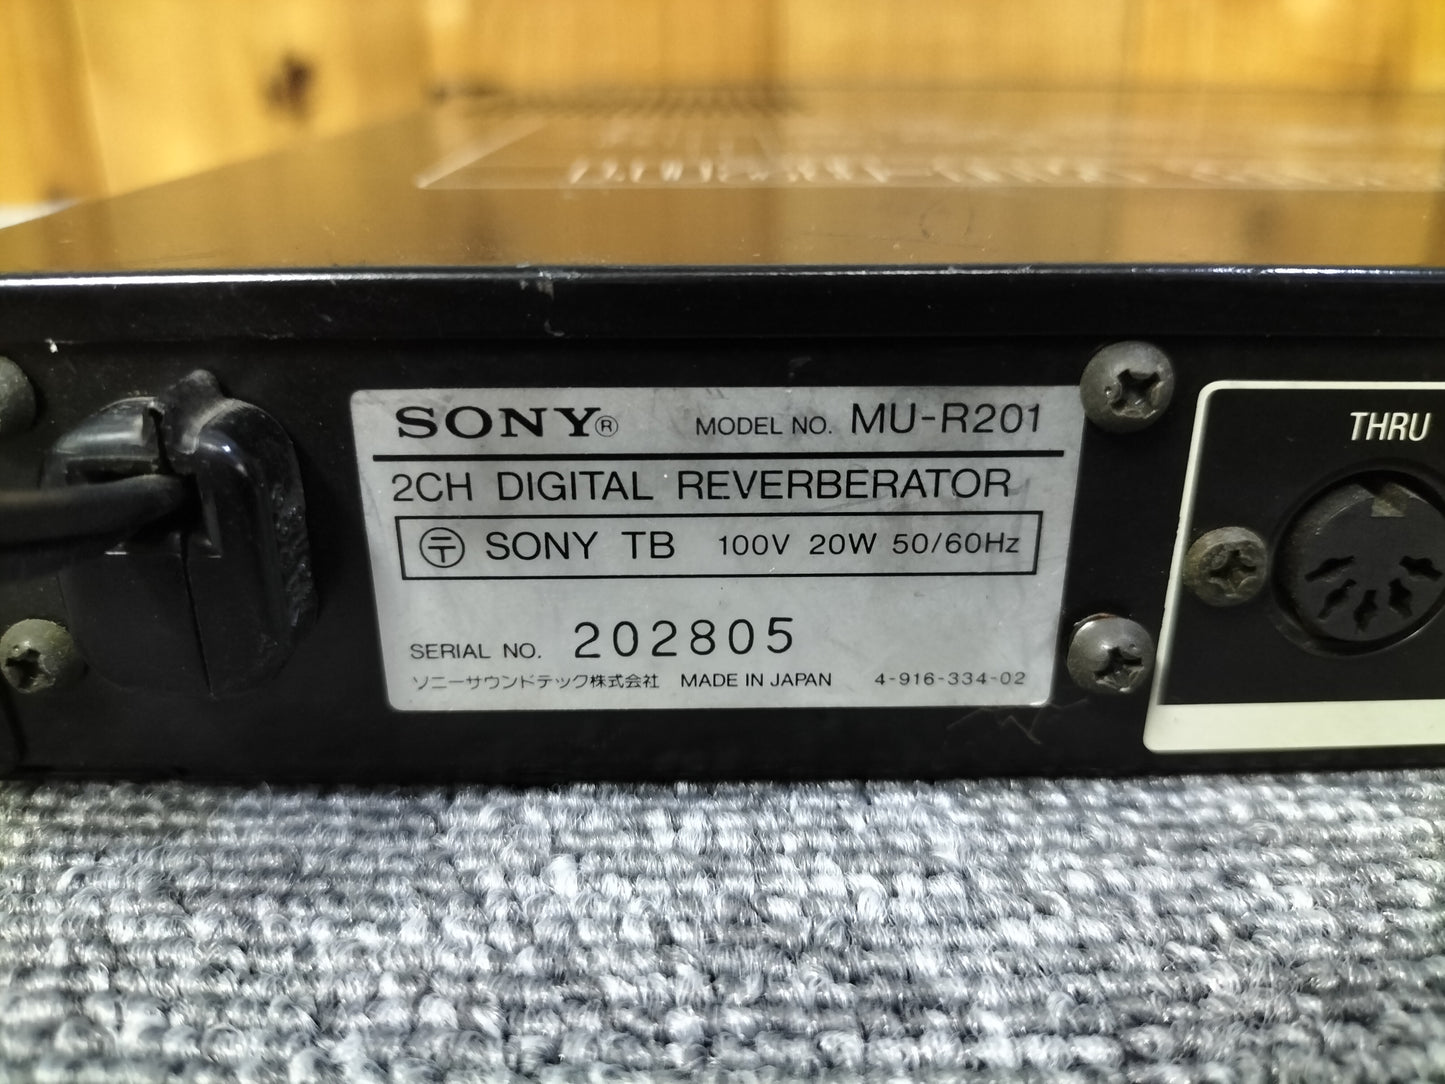 SONY® MODEL NO. MU-R201
2CH DIGITAL REVERBERATOR
〒 SONY TB 100V 20W 50/60Hz
SERIAL NO. 202805
ソニーサウンドテック株式会社 MADE IN JAPAN 4-916-334-02
THRU